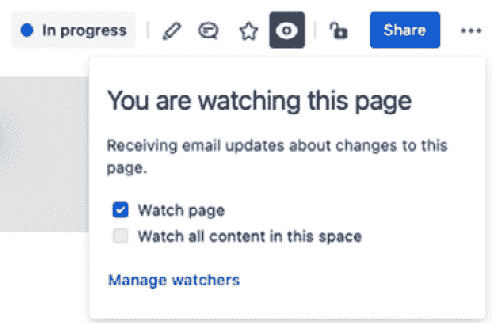 In progress
Share
You are watching this page
Receiving email updates about changes to this
page.
Watch page
Watch all content in this space
Manage watchers